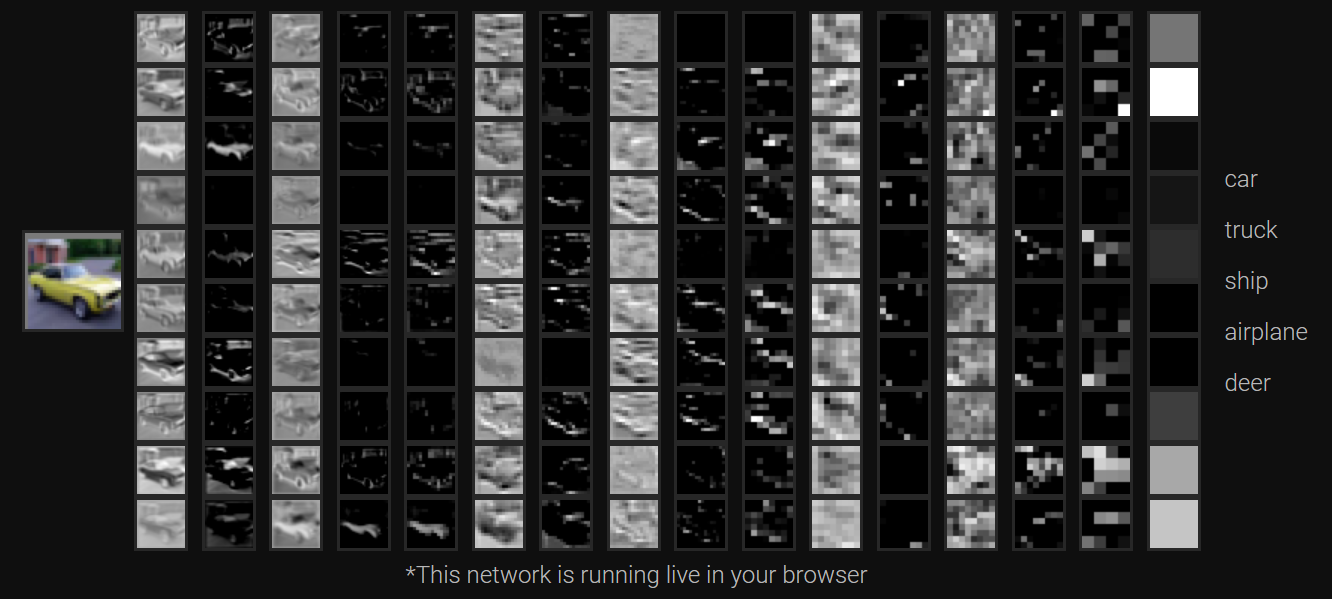 car
truck
ship
airplane
deer
*This network is running live in your browser